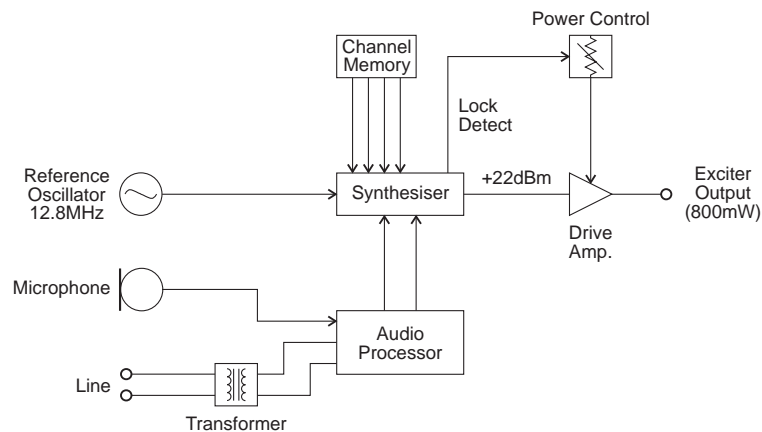 Power Control
Channel
Memory
Lock
Detect
Reference
Oscillator
12.8MHz
Synthesiser
+22dBm
Exciter
Output
(800mW)
Drive
Amp.
Microphone
Audio
Processor
Line
Transformer